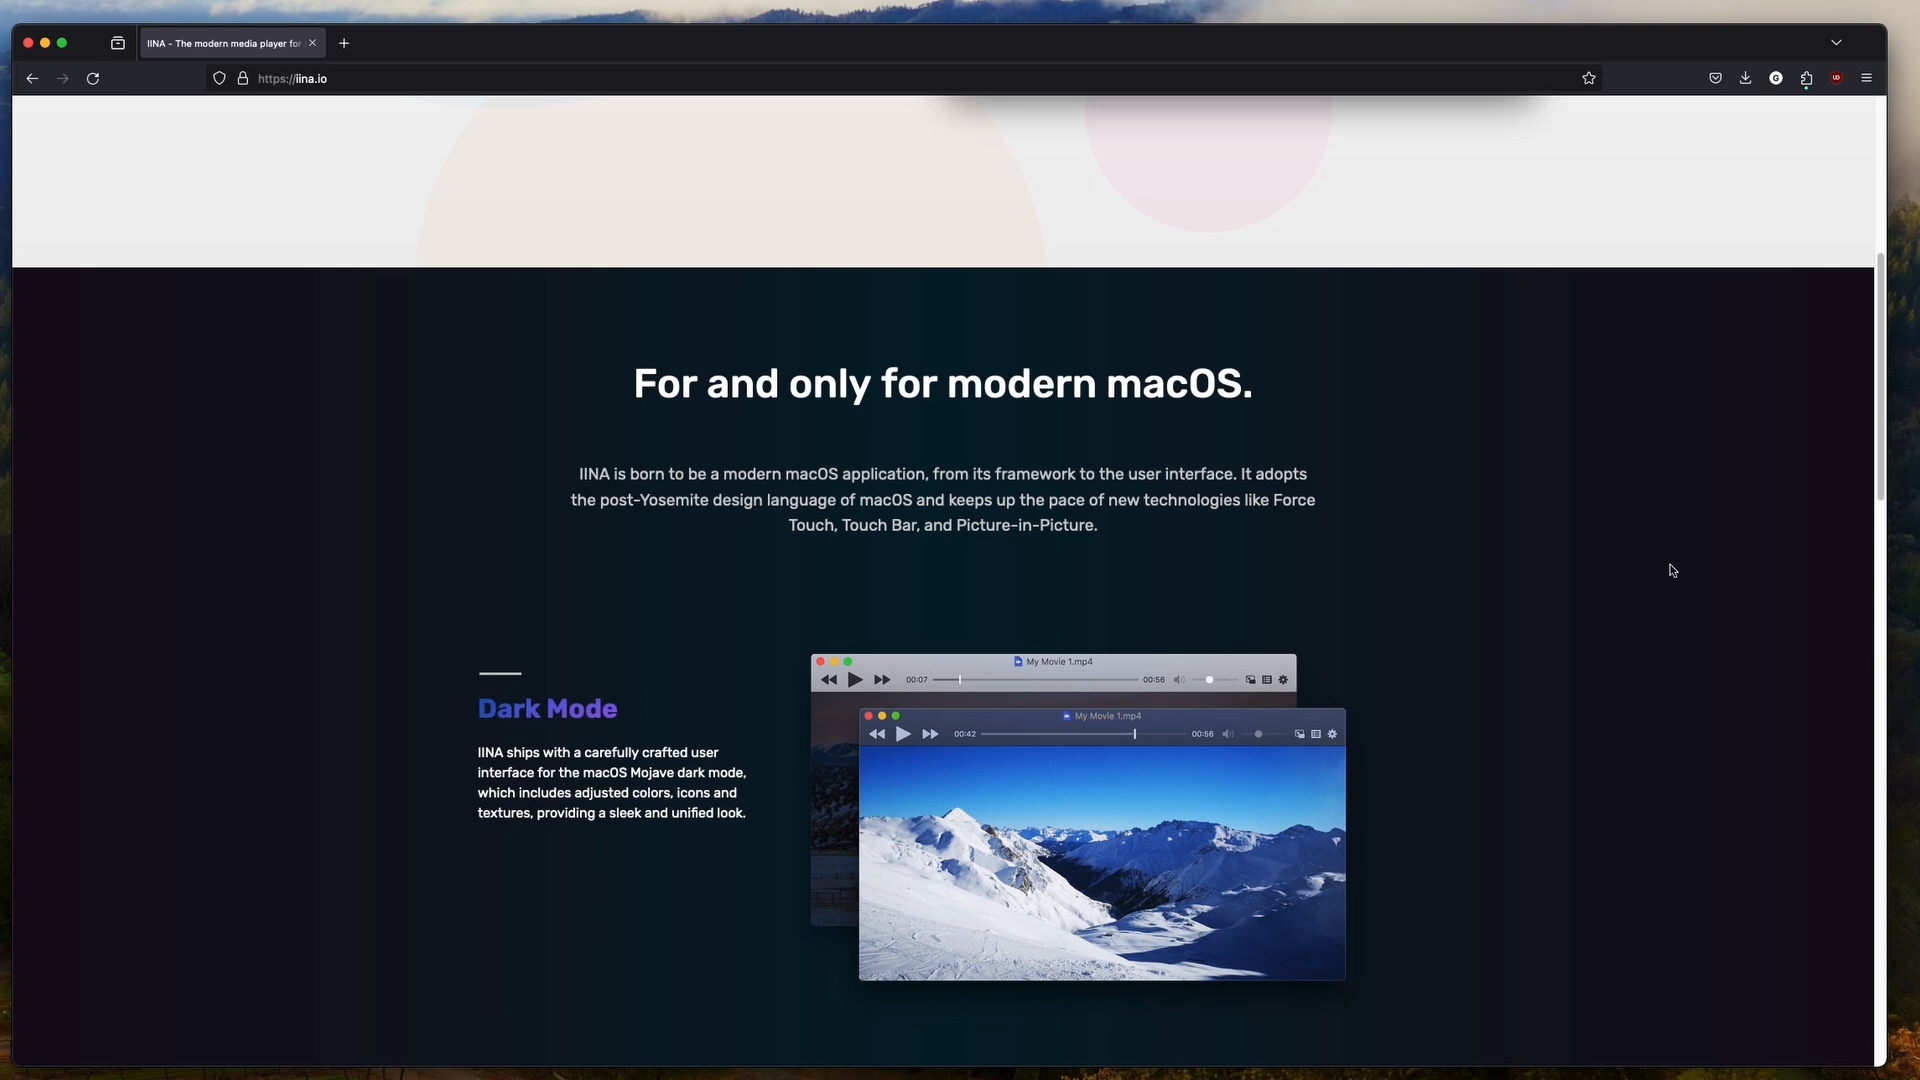 IINA - The modern media player for
https://iina.io
For and only for modern macOS.
IINA is born to be a modern macOS application, from its framework to the user interface. It adopts
the post-Yosemite design language of macOS and keeps up the pace of new technologies like Force
Touch, Touch Bar, and Picture-in-Picture.
My Movie 1.mp4
00:07
00:56
Dark Mode
My Movie 1.mp4
00:42
00:56
IINA ships with a carefully crafted user
interface for the macOS Mojave dark mode,
which includes adjusted colors, icons and
textures, providing a sleek and unified look.